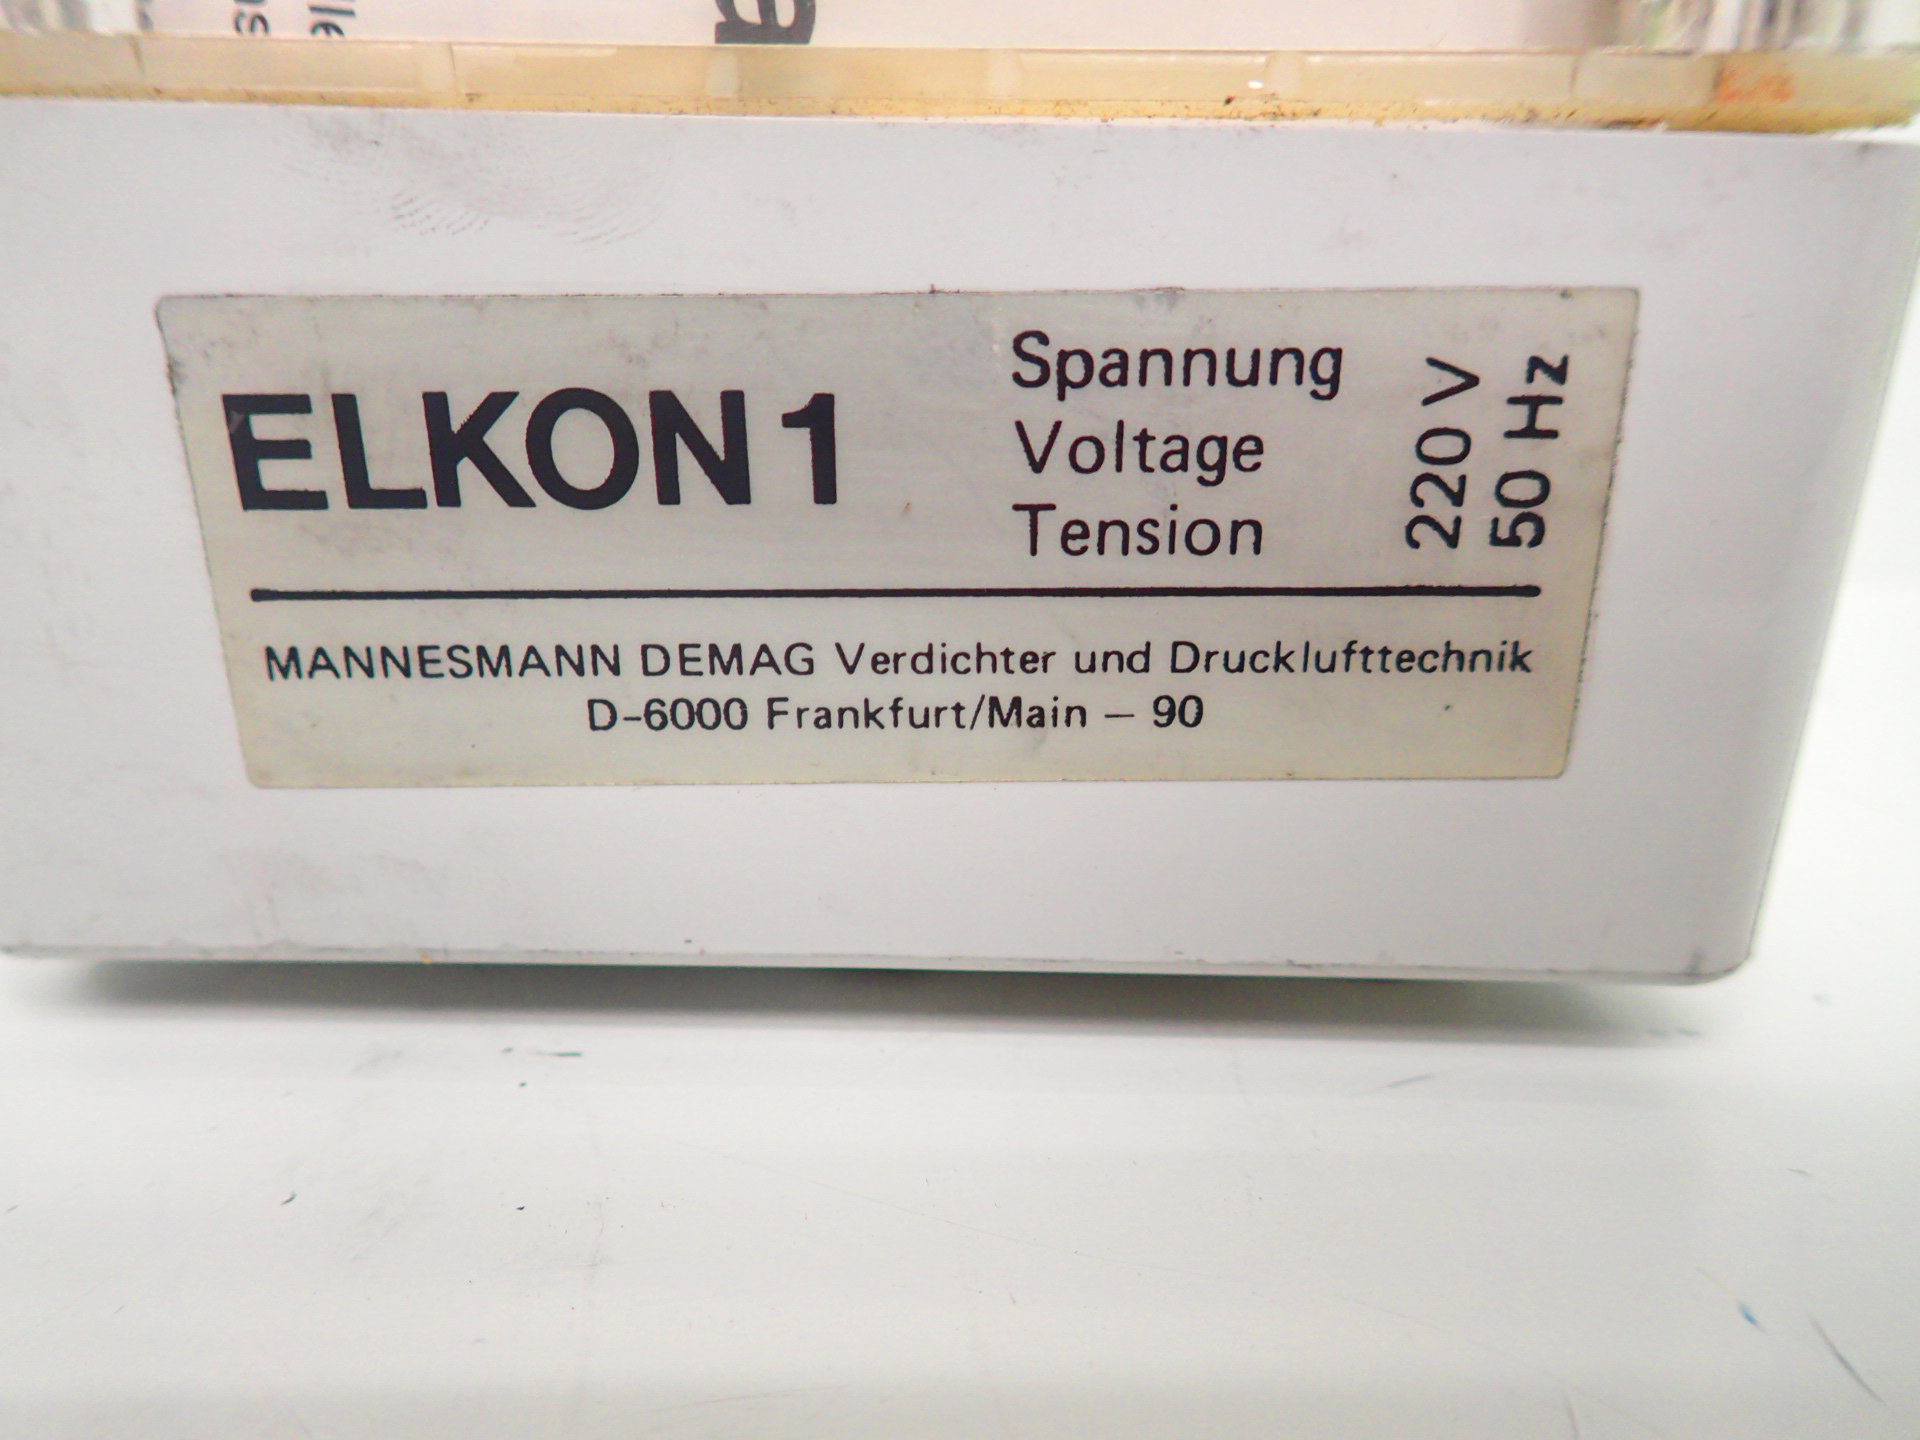 ELKON 1
Spannung
Voltage
Tension
220 V
50 Hz
MANNESMANN DEMAG Verdichter und Drucklufttechnik
D-6000 Frankfurt/Main – 90